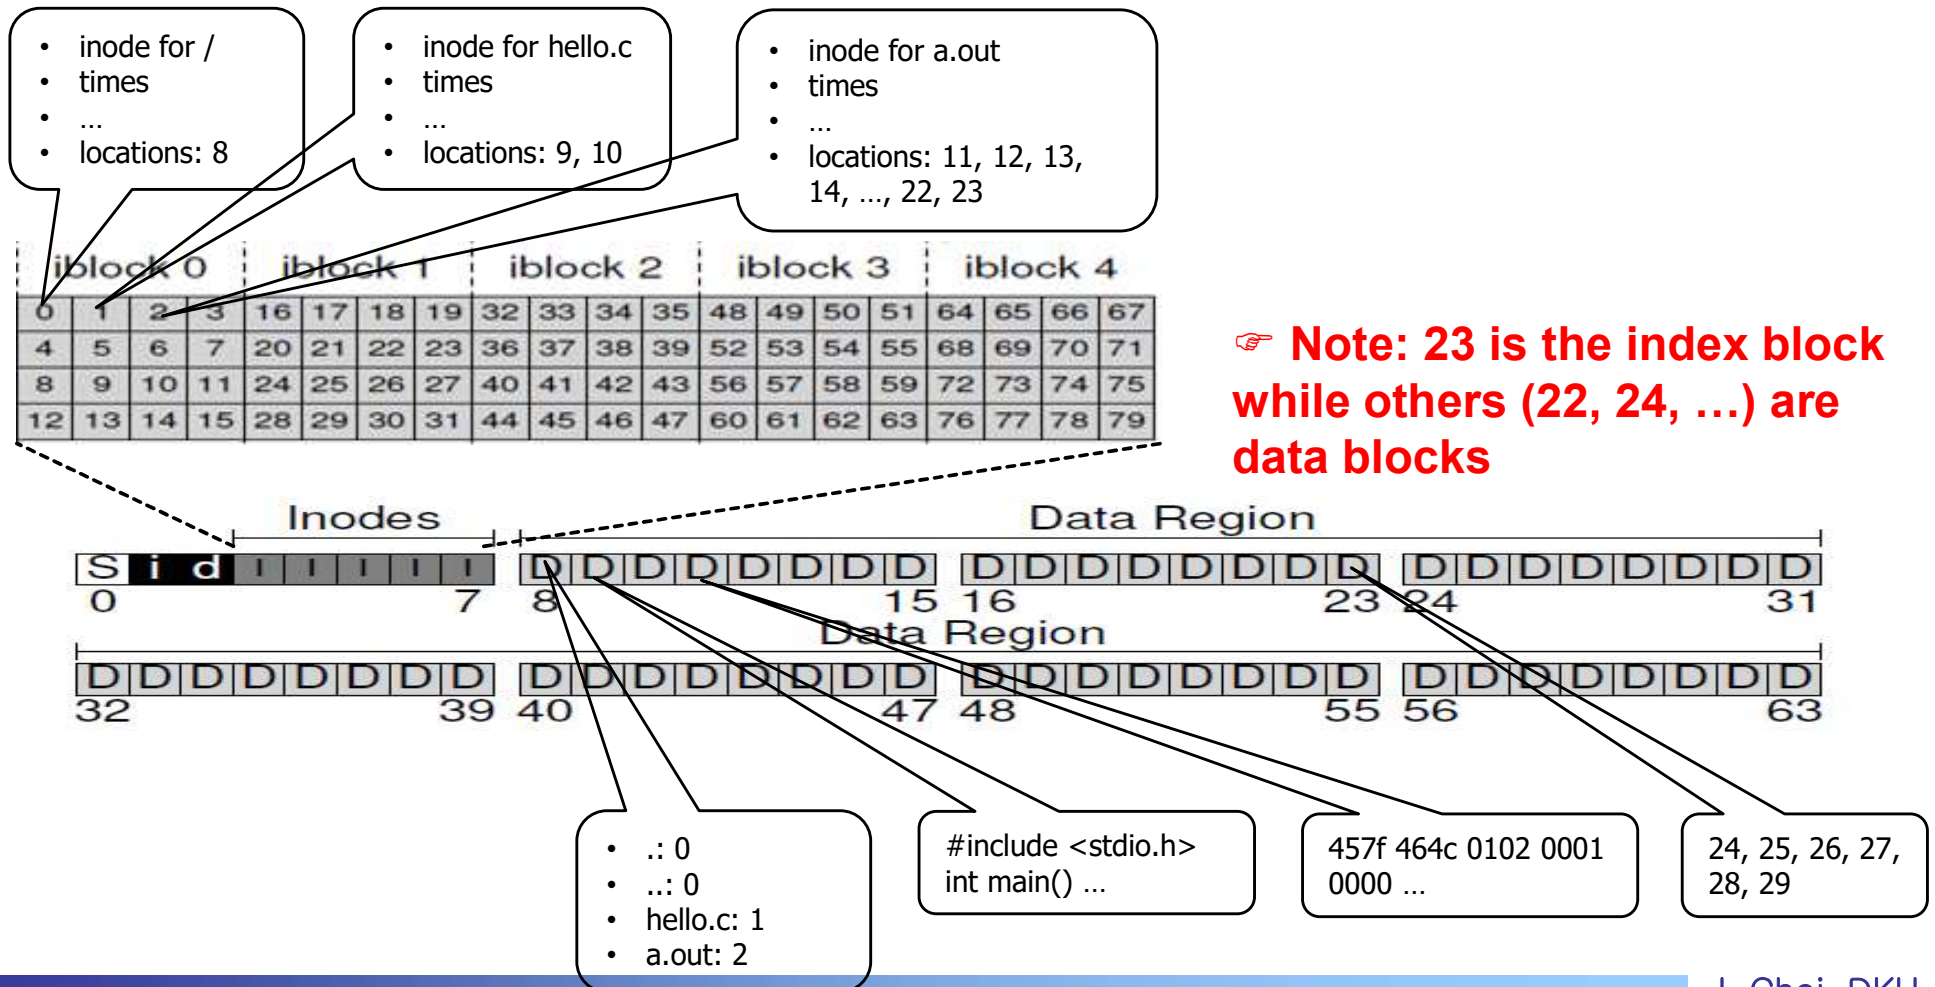 • inode for /
• times
• ...
• locations: 8
• inode for hello.c
• times
• ...
• locations: 9, 10
• inode for a.out
• times
• ...
• locations: 11, 12, 13,
14, ..., 22, 23
iblock 0 iblock 1 iblock 2 iblock 3 iblock 4
0 1 2 3 16 17 18 19 32 33 34 35 48 49 50 51 64 65 66 67
4 5 6 7 20 21 22 23 36 37 38 39 52 53 54 55 68 69 70 71
8 9 10 11 24 25 26 27 40 41 42 43 56 57 58 59 72 73 74 75
12 13 14 15 28 29 30 31 44 45 46 47 60 61 62 63 76 77 78 79
☞ Note: 23 is the index block
while others (22, 24, ...) are
data blocks
Inodes Data Region
S i d I I I I I D D D D D D D D D D D D D D D D D D D D D D D D
0 7 8 15 16 23 24 31
Data Region
D D D D D D D D D D D D D D D D D D D D D D D D D D D D D D D D
32 39 40 47 48 55 56 63
• .: 0
• ..: 0
• hello.c: 1
• a.out: 2
#include <stdio.h>
int main() ...
457f 464c 0102 0001
0000 ...
24, 25, 26, 27,
28, 29
Choi, DKU